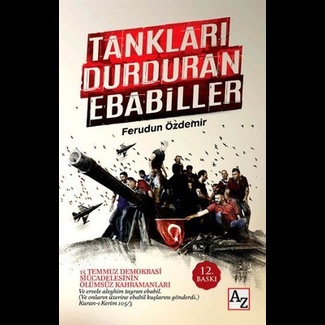 TANKLARI
DURDURAN
EBABİLLER
Ferudun Özdemir
15 TEMMUZ DEMOKRASİ
MÜCADELESİNİN
ÖLÜMSÜZ KAHRAMANLARI
12.
BASKI
Ve ersele aleyhim tayran ebabil.
(Ve onların üzerine ebabil kuşlarını gönderdi.)
Kuran-ı Kerim 105/3
AZ